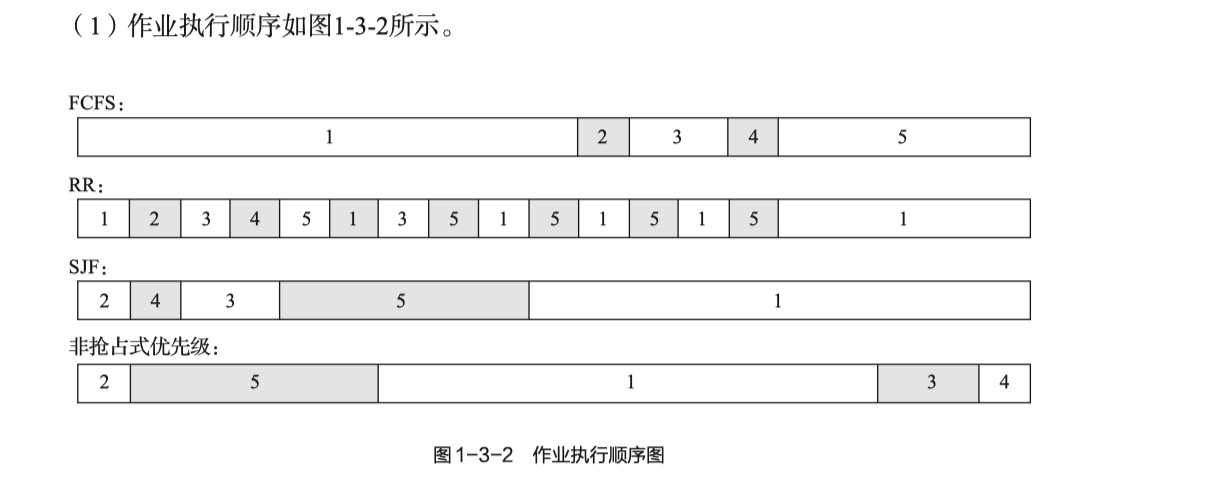 （1）作业执行顺序如图1-3-2所示。
FCFS：
1 2 3 4 5
RR：
1 2 3 4 5 1 3 5 1 5 1 5 1 5 1
SJF：
2 4 3 5 1
非抢占式优先级：
2 5 1 3 4
图1-3-2 作业执行顺序图